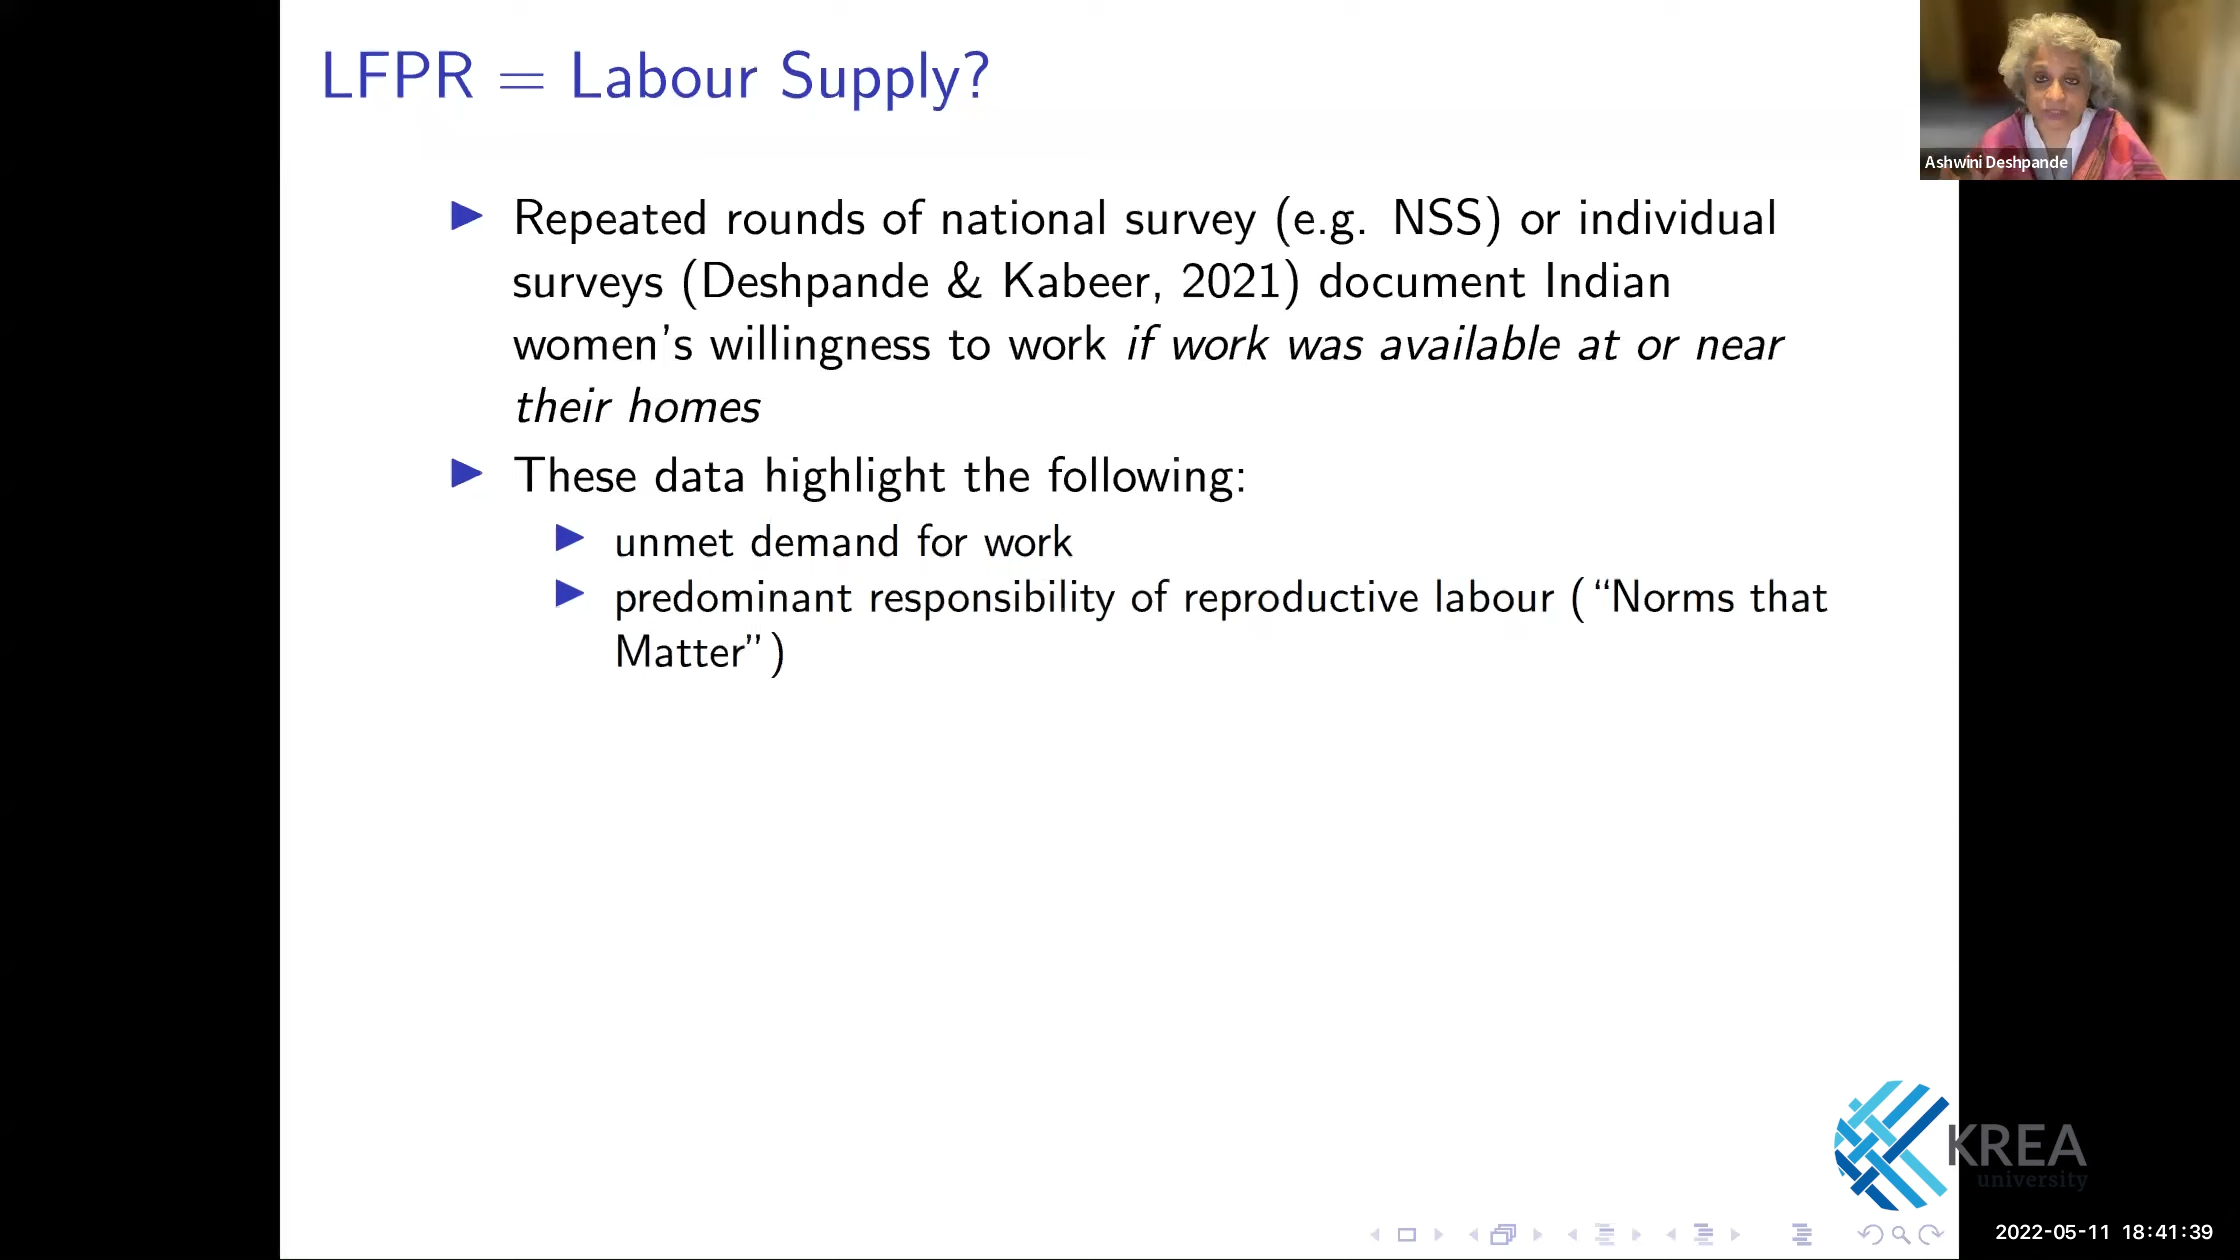 LFPR = Labour Supply?
Ashwini Deshpande
Repeated rounds of national survey (e.g. NSS) or individual
surveys (Deshpande & Kabeer, 2021) document Indian
women's willingness to work if work was available at or near
their homes
These data highlight the following:
unmet demand for work
predominant responsibility of reproductive labour (“Norms that
Matter”)
KREA
university
2022-05-11 18:41:39